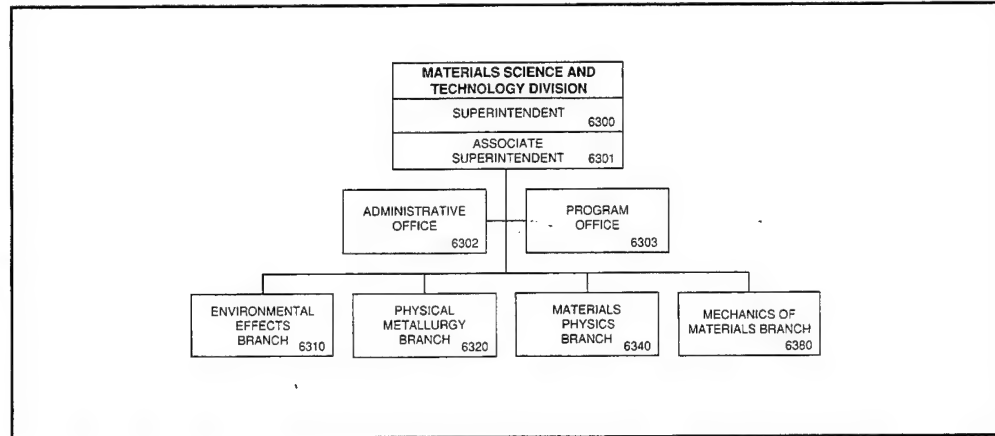 MATERIALS SCIENCE AND
TECHNOLOGY DIVISION
SUPERINTENDENT
6300
ASSOCIATE
SUPERINTENDENT
6301
ADMINISTRATIVE
OFFICE
6302
PROGRAM
OFFICE
6303
ENVIRONMENTAL
EFFECTS
BRANCH
6310
PHYSICAL
METALLURGY
BRANCH
6320
MATERIALS
PHYSICS
BRANCH
6340
MECHANICS OF
MATERIALS BRANCH
6380